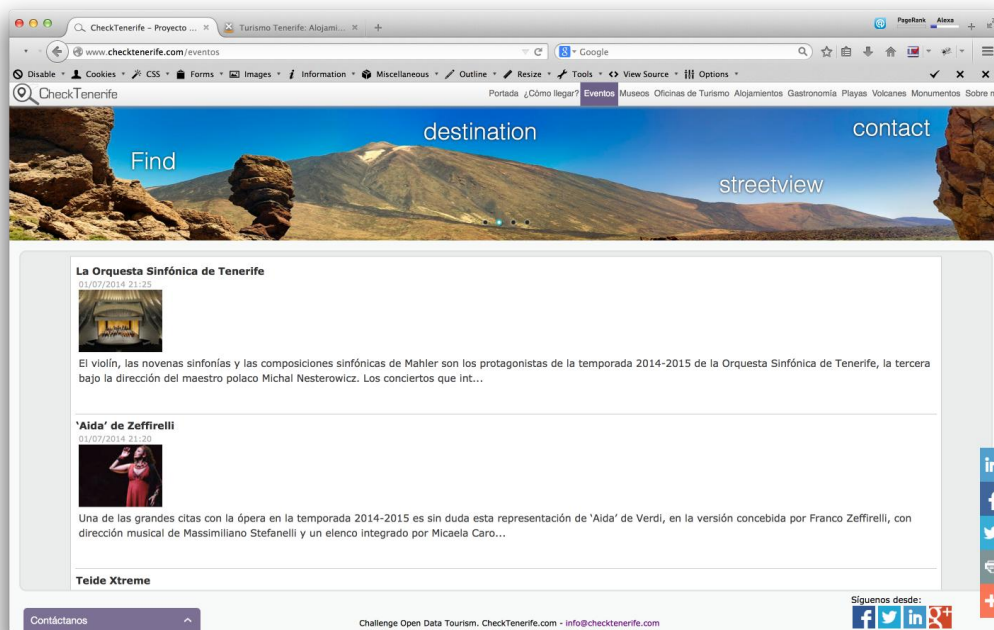 CheckTenerife – Proyecto ...
Turismo Tenerife: Alojami...
PageRank
Alexa
www.checktenerife.com/eventos
Google
Disable Cookies CSS Forms Images Information Miscellaneous Outline Resize Tools View Source Options
CheckTenerife
Portada ¿Cómo llegar? Eventos Museos Oficinas de Turismo Alojamientos Gastronomía Playas Volcanes Monumentos Sobre
Find
destination
streetview
contact
La Orquesta Sinfónica de Tenerife
01/07/2014 21:25
El violín, las novenas sinfonías y las composiciones sinfónicas de Mahler son los protagonistas de la temporada 2014-2015 de la Orquesta Sinfónica de Tenerife, la tercera
bajo la dirección del maestro polaco Michal Nesterowicz. Los conciertos que int...
‘Aida’ de Zeffirelli
01/07/2014 21:20
Una de las grandes citas con la ópera en la temporada 2014-2015 es sin duda esta representación de ‘Aida’ de Verdi, en la versión concebida por Franco Zeffirelli, con
dirección musical de Massimiliano Stefanelli y un elenco integrado por Micaela Caro...
Teide Xtreme
Síguenos desde:
Contáctanos
Challenge Open Data Tourism. CheckTenerife.com - info@checktenerife.com